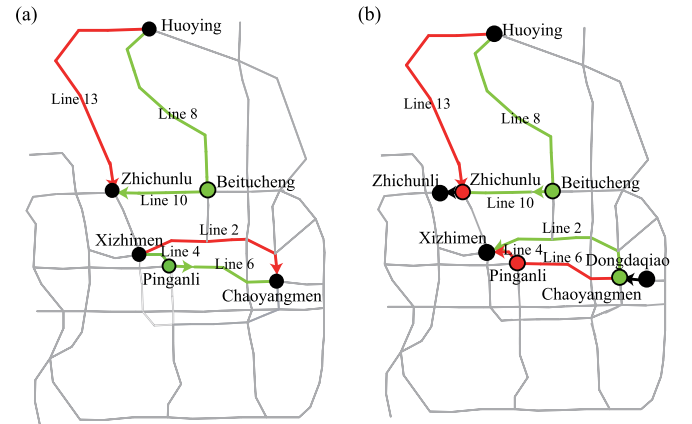 (a)
Huoying
Line 13
Line 8
Zhichunlu
Beitucheng
Line 10
Xizhimen
Line 2
Line 4
Line 6
Pinganli
Chaoyangmen
(b)
Huoying
Line 13
Line 8
Zhichunli
Zhichunlu
Beitucheng
Line 10
Xizhimen
Line 2
Line 4
Line 6
Dongdaqiao
Pinganli
Chaoyangmen